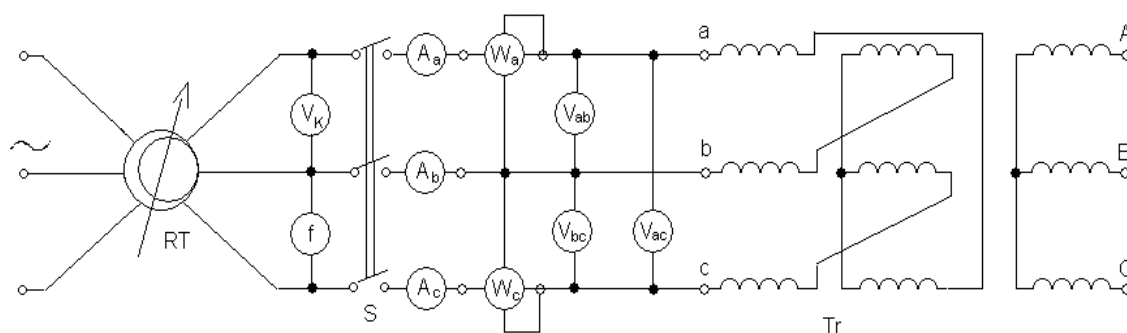 a
A
A_a
W_a
V_K
V_ab
~
b
B
A_b
RT
f
V_bc
V_ac
c
C
A_c
W_c
S
Tr